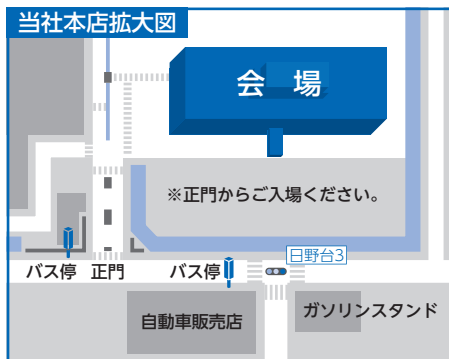 当社本店拡大図
会 場
※正門からご入場ください。
日野台3
バス停 正門 バス停
自動車販売店
ガソリンスタンド